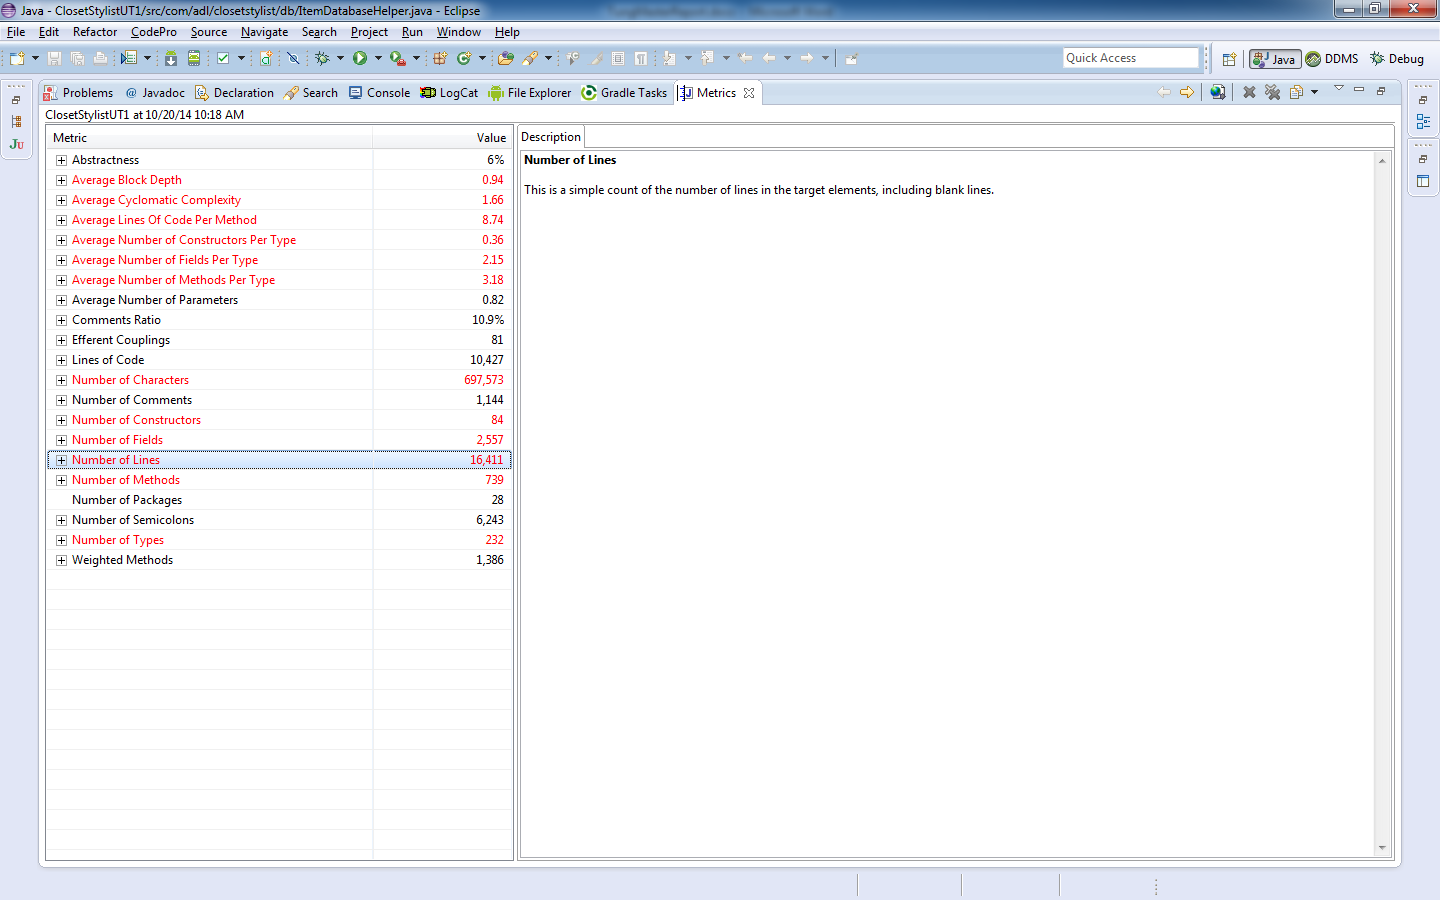 Java - ClosetStylistUT1/src/com/adl/closetstylist/db/ItemDatabaseHelper.java - Eclipse
File Edit Refactor CodePro Source Navigate Search Project Run Window Help
Quick Access Java DDMS Debug
Problems @ Javadoc Declaration Search Console LogCat File Explorer Gradle Tasks Metrics
ClosetStylistUT1 at 10/20/14 10:18 AM
JU
Metric Value
Abstractness 6%
Average Block Depth 0.94
Average Cyclomatic Complexity 1.66
Average Lines Of Code Per Method 8.74
Average Number of Constructors Per Type 0.36
Average Number of Fields Per Type 2.15
Average Number of Methods Per Type 3.18
Average Number of Parameters 0.82
Comments Ratio 10.9%
Efferent Couplings 81
Lines of Code 10,427
Number of Characters 697,573
Number of Comments 1,144
Number of Constructors 84
Number of Fields 2,557
Number of Lines 16,411
Number of Methods 739
Number of Packages 28
Number of Semicolons 6,243
Number of Types 232
Weighted Methods 1,386
Description
Number of Lines
This is a simple count of the number of lines in the target elements, including blank lines.